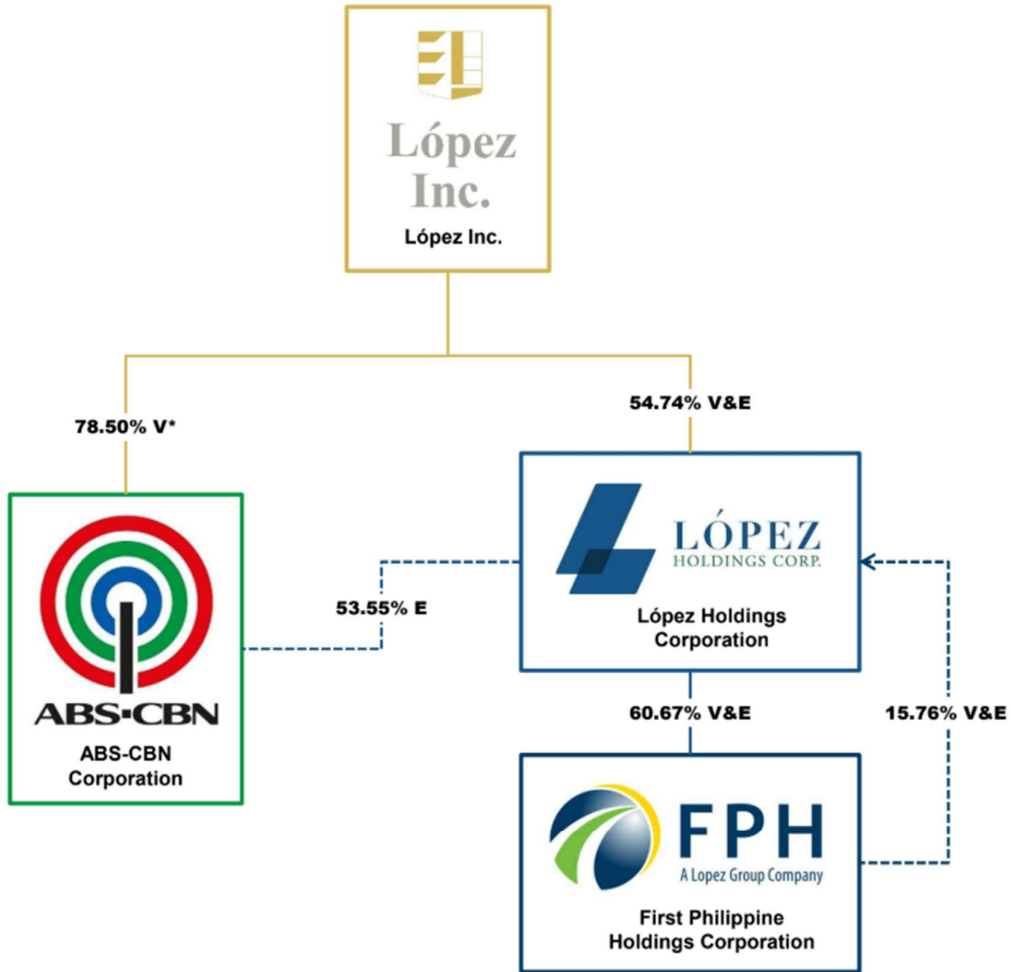 López
Inc.
López Inc.
78.50% V*
54.74% V&E
LÓPEZ
HOLDINGS CORP.
López Holdings
Corporation
53.55% E
ABS-CBN
ABS-CBN
Corporation
60.67% V&E
15.76% V&E
FPH
A Lopez Group Company
First Philippine
Holdings Corporation